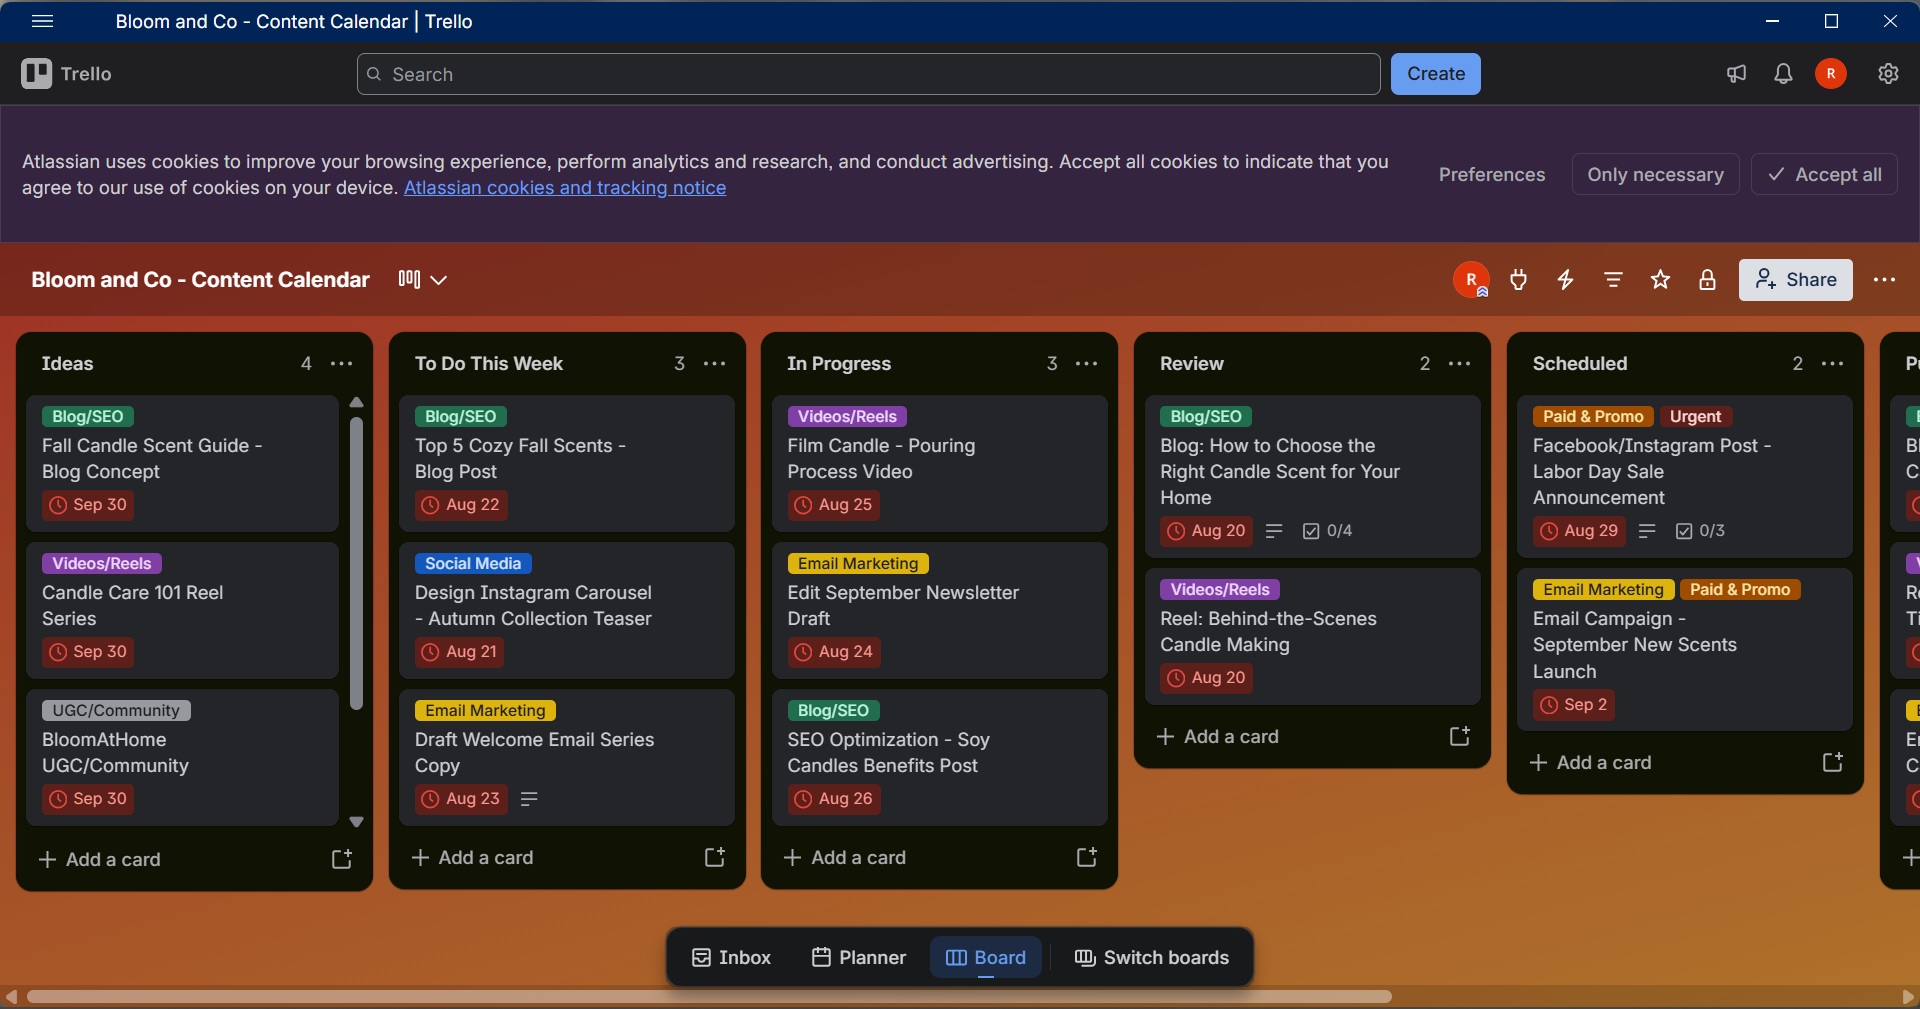 Bloom and Co - Content Calendar | Trello
Trello
Search
Create
R
Atlassian uses cookies to improve your browsing experience, perform analytics and research, and conduct advertising. Accept all cookies to indicate that you
agree to our use of cookies on your device. Atlassian cookies and tracking notice
Preferences
Only necessary
Accept all
Bloom and Co - Content Calendar
R
Share
Ideas 4
Blog/SEO
Fall Candle Scent Guide -
Blog Concept
Sep 30
Videos/Reels
Candle Care 101 Reel
Series
Sep 30
UGC/Community
BloomAtHome
UGC/Community
Sep 30
Add a card
To Do This Week 3
Blog/SEO
Top 5 Cozy Fall Scents -
Blog Post
Aug 22
Social Media
Design Instagram Carousel
- Autumn Collection Teaser
Aug 21
Email Marketing
Draft Welcome Email Series
Copy
Aug 23
Add a card
In Progress 3
Videos/Reels
Film Candle - Pouring
Process Video
Aug 25
Email Marketing
Edit September Newsletter
Draft
Aug 24
Blog/SEO
SEO Optimization - Soy
Candles Benefits Post
Aug 26
Add a card
Review 2
Blog/SEO
Blog: How to Choose the
Right Candle Scent for Your
Home
Aug 20 0/4
Videos/Reels
Reel: Behind-the-Scenes
Candle Making
Aug 20
Add a card
Scheduled 2
Paid & Promo Urgent
Facebook/Instagram Post -
Labor Day Sale
Announcement
Aug 29 0/3
Email Marketing Paid & Promo
Email Campaign -
September New Scents
Launch
Sep 2
Add a card
Inbox
Planner
Board
Switch boards